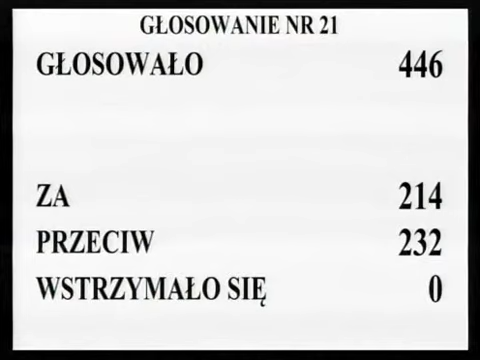 GŁOSOWANIE NR 21
GŁOSOWAŁO 446
ZA 214
PRZECIW 232
WSTRZYMAŁO SIĘ 0